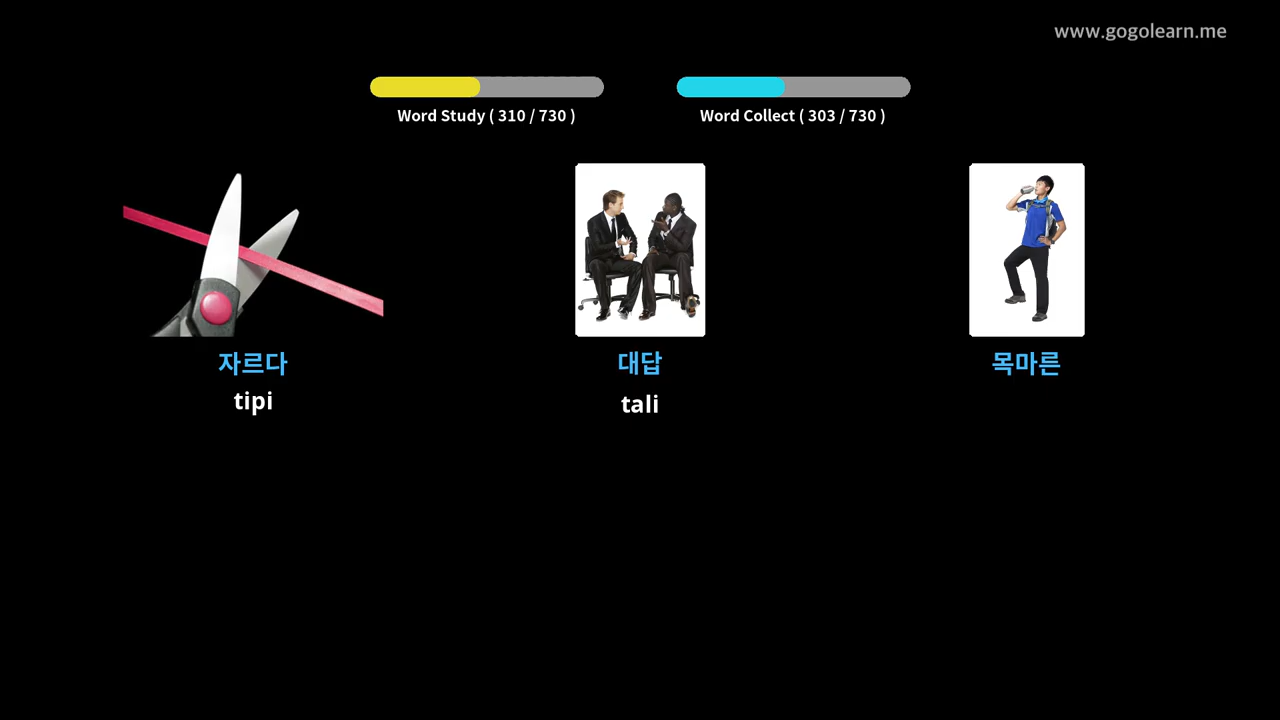 www.gogolearn.me
Word Study ( 310 / 730 )
Word Collect ( 303 / 730 )
자르다
대답
목마른
tipi
tali